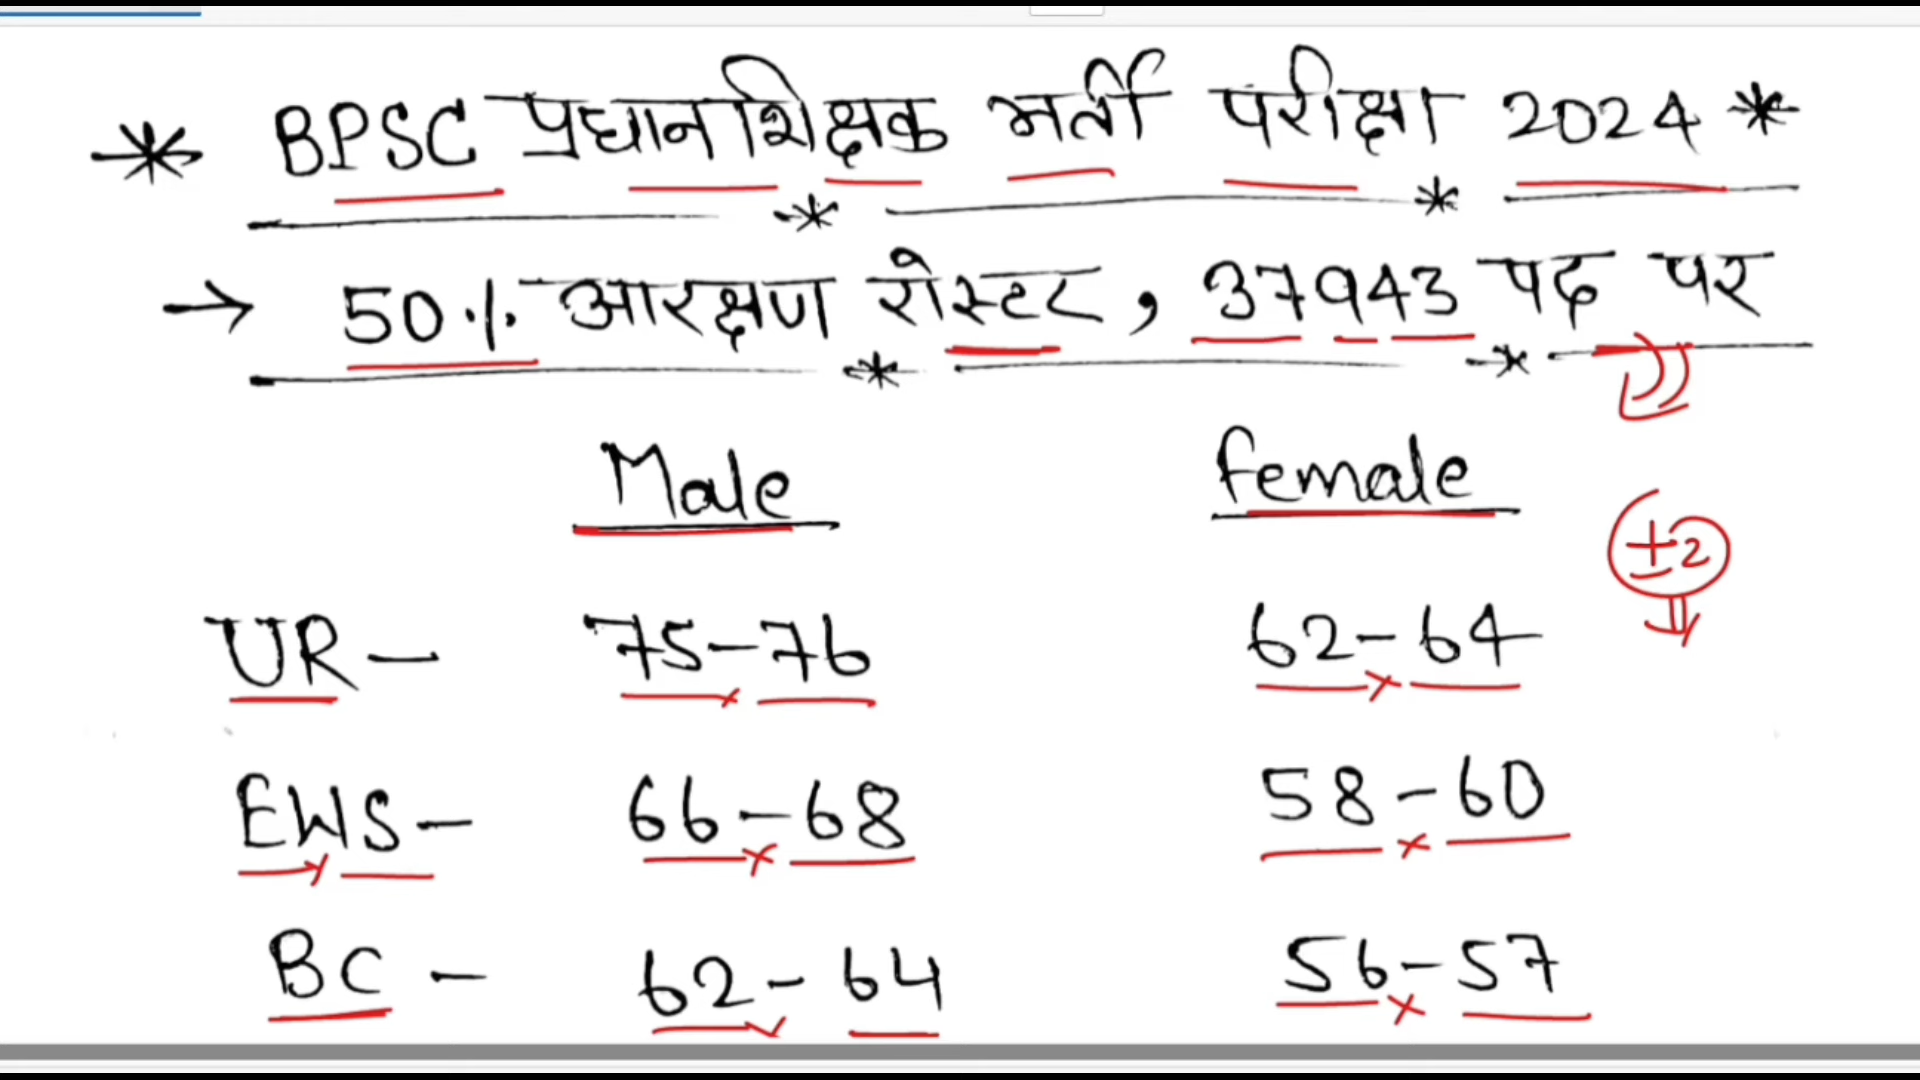 * BPSC प्रधान शिक्षक भर्ती परीक्षा 2024 *
→ 50% आरक्षण रोस्टर, 37943 पद पर
Male Female
±2
UR – 75-76 62-64
EWS – 66-68 58-60
BC – 62-64 56-57